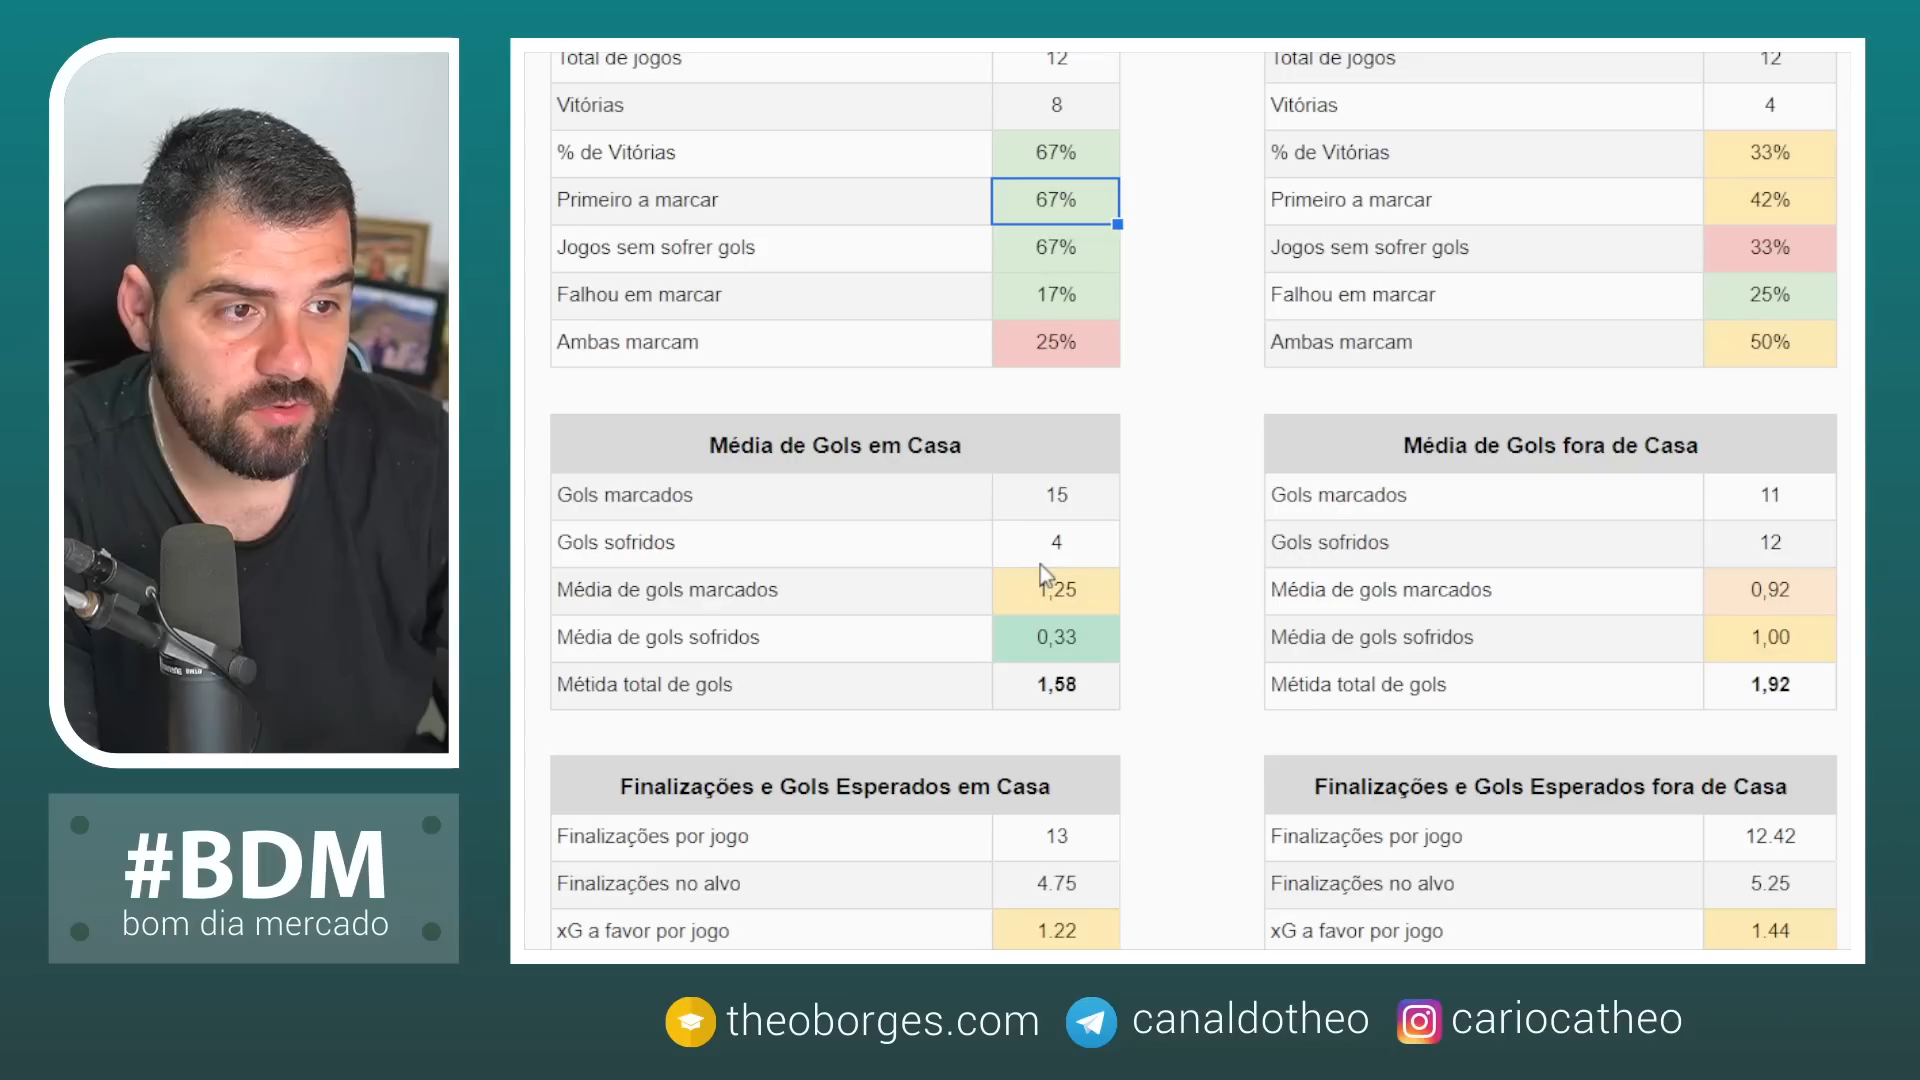 Total de jogos 12
Vitórias 8
% de Vitórias 67%
Primeiro a marcar 67%
Jogos sem sofrer gols 67%
Falhou em marcar 17%
Ambas marcam 25%
Média de Gols em Casa
Gols marcados 15
Gols sofridos 4
Média de gols marcados 1,25
Média de gols sofridos 0,33
Métida total de gols 1,58
Finalizações e Gols Esperados em Casa
Finalizações por jogo 13
Finalizações no alvo 4.75
xG a favor por jogo 1.22
Total de jogos 12
Vitórias 4
% de Vitórias 33%
Primeiro a marcar 42%
Jogos sem sofrer gols 33%
Falhou em marcar 25%
Ambas marcam 50%
Média de Gols fora de Casa
Gols marcados 11
Gols sofridos 12
Média de gols marcados 0,92
Média de gols sofridos 1,00
Métida total de gols 1,92
Finalizações e Gols Esperados fora de Casa
Finalizações por jogo 12.42
Finalizações no alvo 5.25
xG a favor por jogo 1.44
#BDM
bom dia mercado
theoborges.com canaldotheo cariocatheo